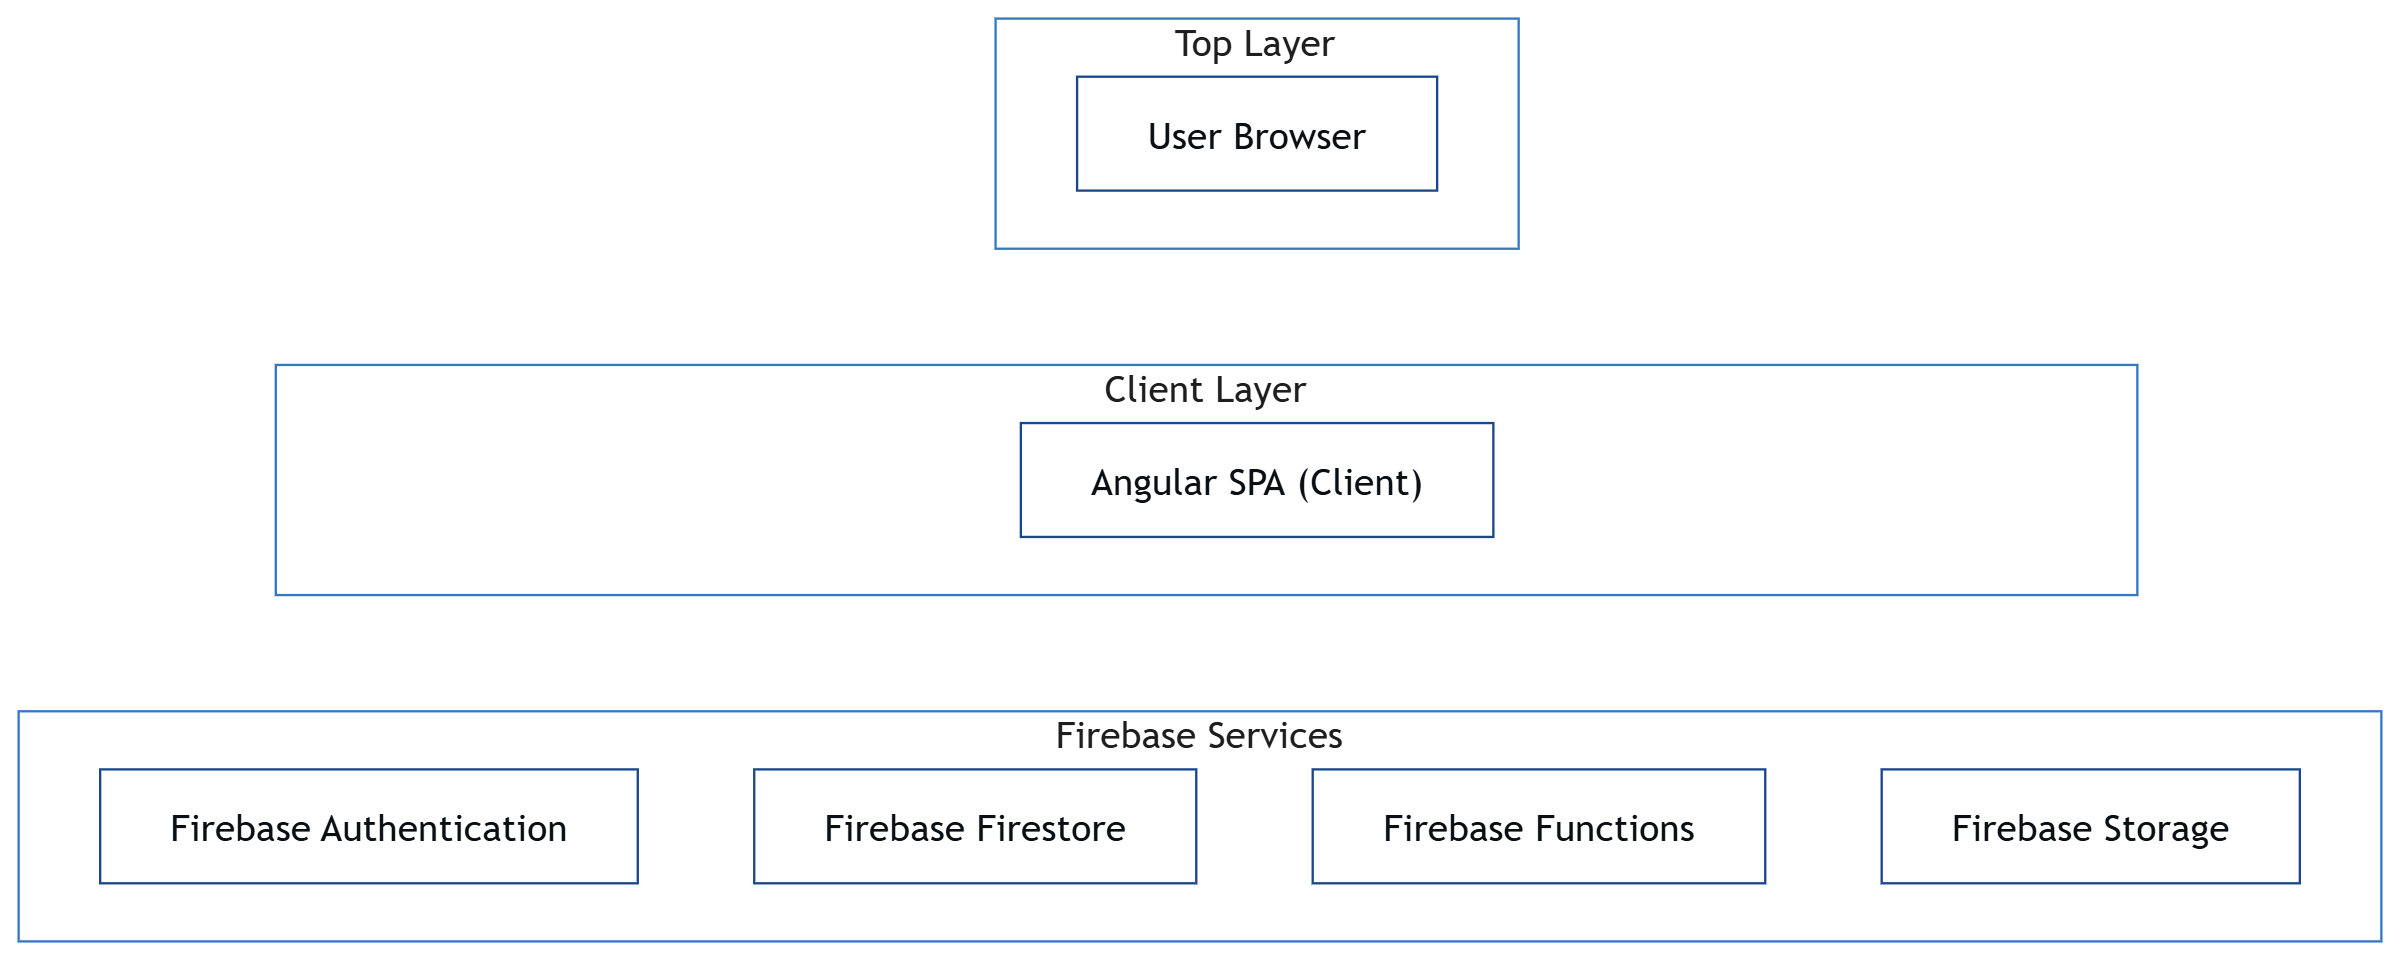 Top Layer
User Browser
Client Layer
Angular SPA (Client)
Firebase Services
Firebase Authentication
Firebase Firestore
Firebase Functions
Firebase Storage